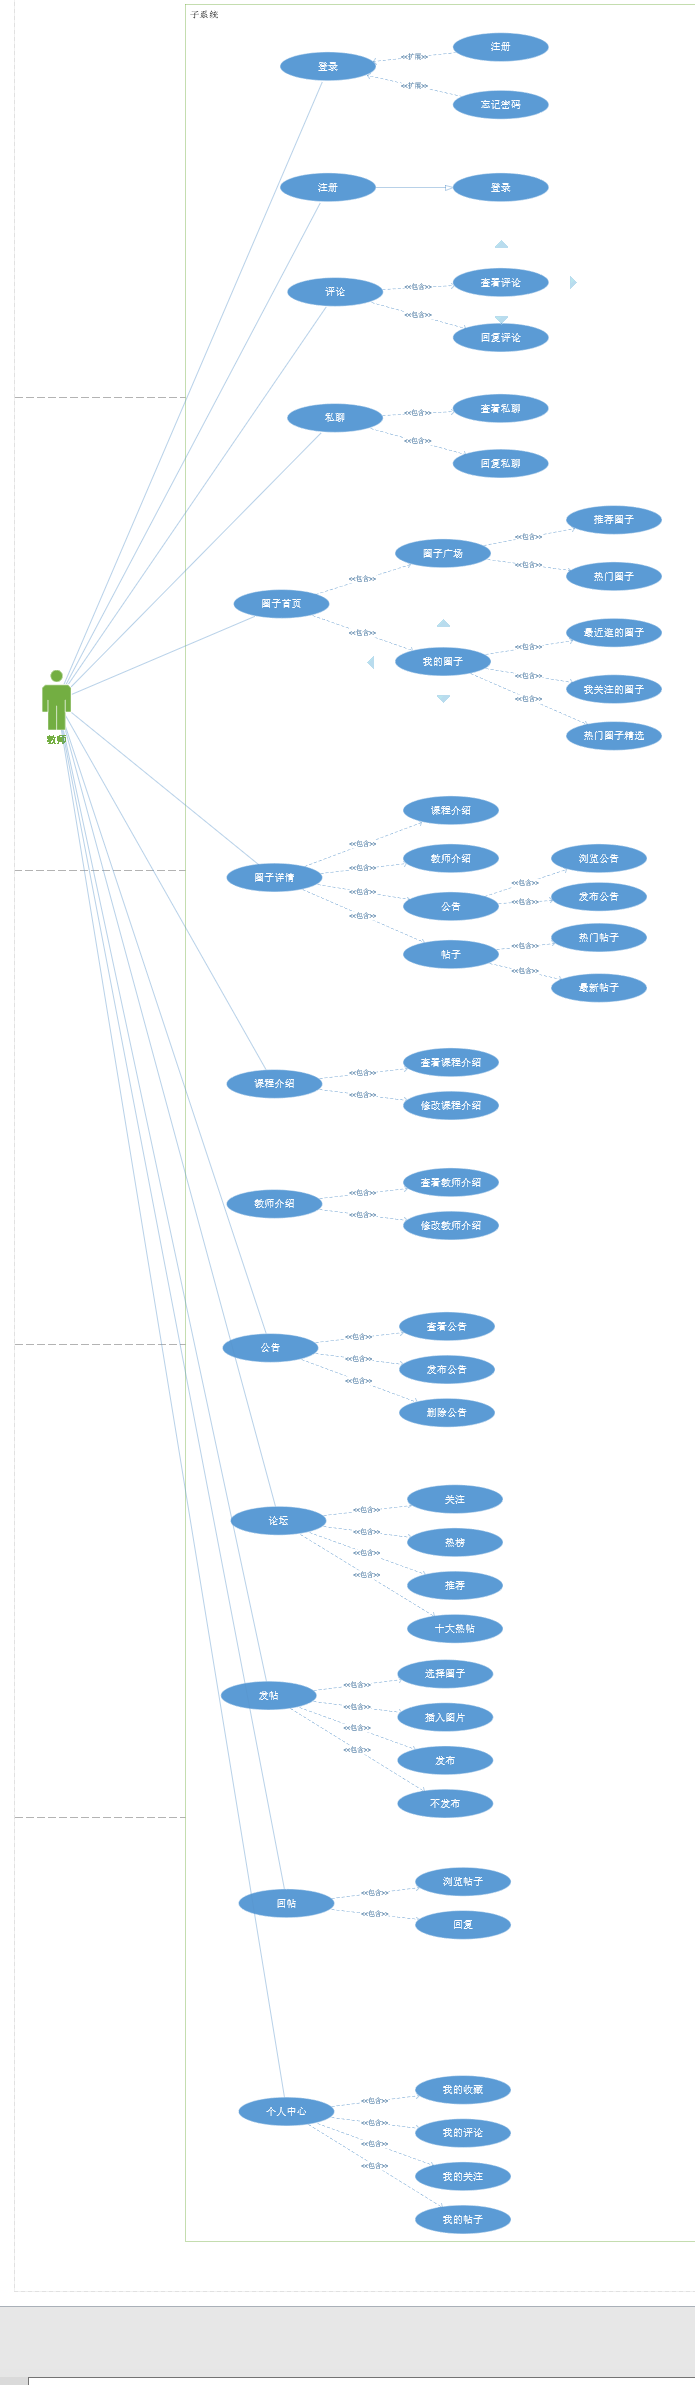 子系统
登录
<<扩展>>
注册
<<扩展>>
忘记密码
注册
登录
评论
<<包含>>
查看评论
<<包含>>
回复评论
私聊
<<包含>>
查看私聊
<<包含>>
回复私聊
圈子首页
<<包含>>
圈子广场
<<包含>>
推荐圈子
<<包含>>
热门圈子
<<包含>>
我的圈子
<<包含>>
最近逛的圈子
<<包含>>
我关注的圈子
<<包含>>
热门圈子精选
教师
圈子详情
<<包含>>
课程介绍
<<包含>>
教师介绍
<<包含>>
公告
<<包含>>
浏览公告
<<包含>>
发布公告
<<包含>>
帖子
<<包含>>
热门帖子
<<包含>>
最新帖子
课程介绍
<<包含>>
查看课程介绍
<<包含>>
修改课程介绍
教师介绍
<<包含>>
查看教师介绍
<<包含>>
修改教师介绍
公告
<<包含>>
查看公告
<<包含>>
发布公告
<<包含>>
删除公告
论坛
<<包含>>
关注
<<包含>>
热榜
<<包含>>
推荐
<<包含>>
十大热帖
发帖
<<包含>>
选择圈子
<<包含>>
插入图片
<<包含>>
发布
<<包含>>
不发布
回帖
<<包含>>
浏览帖子
<<包含>>
回复
个人中心
<<包含>>
我的收藏
<<包含>>
我的评论
<<包含>>
我的关注
<<包含>>
我的帖子